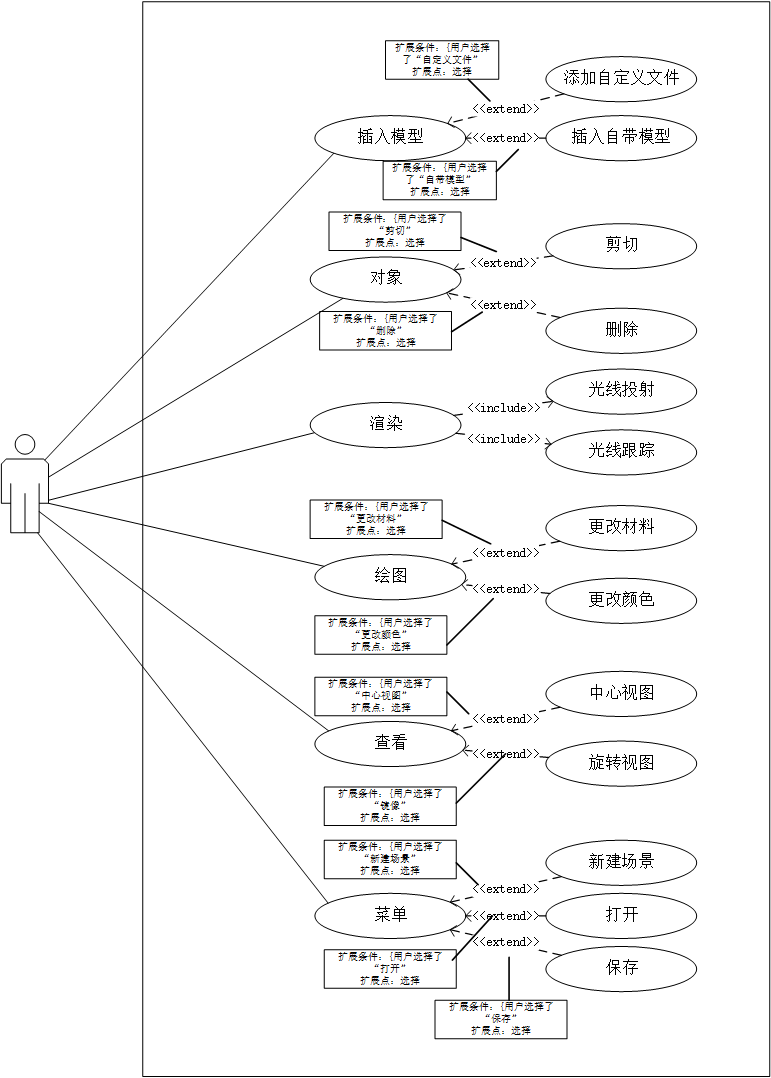 扩展条件：{用户选择
了“自定义文件”
扩展点：选择
添加自定义文件
<<extend>>
插入模型
<<extend>>
插入自带模型
扩展条件：{用户选择
了“自带模型”
扩展点：选择
扩展条件：{用户选择了
“剪切”
扩展点：选择
剪切
<<extend>>
对象
<<extend>>
扩展条件：{用户选择了
“删除”
扩展点：选择
删除
光线投射
<<include>>
渲染
<<include>>
光线跟踪
扩展条件：{用户选择了
“更改材料”
扩展点：选择
更改材料
<<extend>>
绘图
<<extend>>
更改颜色
扩展条件：{用户选择了
“更改颜色”
扩展点：选择
扩展条件：{用户选择了
“中心视图”
扩展点：选择
中心视图
<<extend>>
查看
<<extend>>
旋转视图
扩展条件：{用户选择了
“镜像”
扩展点：选择
扩展条件：{用户选择了
“新建场景”
扩展点：选择
新建场景
<<extend>>
菜单
<<extend>>
打开
<<extend>>
扩展条件：{用户选择了
“打开”
扩展点：选择
保存
扩展条件：{用户选择了
“保存”
扩展点：选择